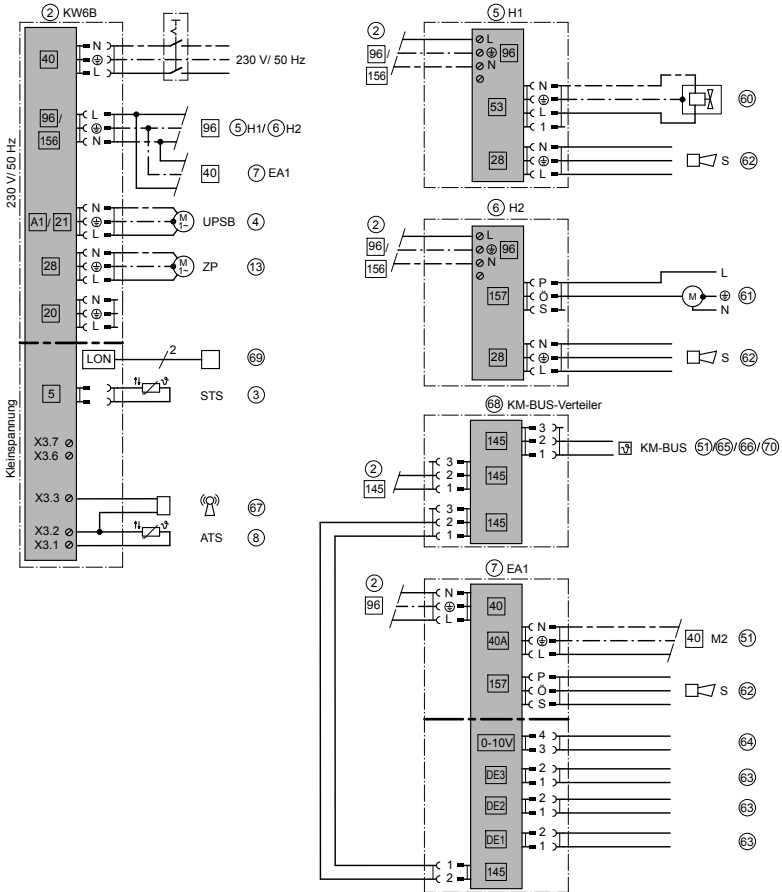 ② KW6B
230 V/ 50 Hz
40
N
L
230 V/ 50 Hz
96/
156
L
N
96 ⑤H1/⑥H2
40 ⑦ EA1
A1/ 21
N
L
M
1~
UPSB ④
28
N
L
M
1~
ZP ⑬
20
N
L
Kleinspannung
LON
2
69
5
ϑ
STS ③
X3.7
X3.6
X3.3
67
X3.2
X3.1
ϑ
ATS ⑧
⑤ H1
②
96/
156
L
N
96
53
N
L
1
60
28
N
L
S 62
⑥ H2
②
96/
156
L
N
96
157
P
Ö
S
L
M
N
61
28
N
L
S 62
68 KM-BUS-Verteiler
145
3
2
1
ϑ KM-BUS 51/65/66/70
②
145
3
2
1
145
3
2
1
145
⑦ EA1
②
96
N
L
40
40A
N
L
40 M2 51
157
P
Ö
S
S 62
0-10V
4
3
64
DE3
2
1
63
DE2
2
1
63
DE1
2
1
63
1
2
145